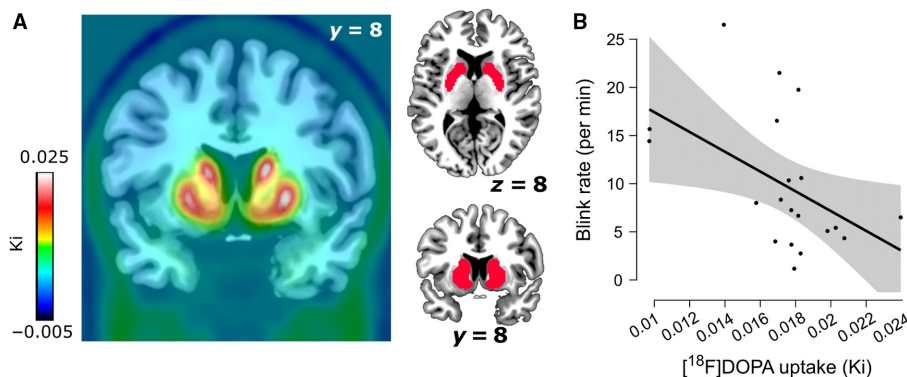 A
y = 8
0.025
Ki
−0.005
z = 8
y = 8
B
Blink rate (per min)
25
20
15
10
5
0
0.01
0.012
0.014
0.016
0.018
0.02
0.022
0.024
[18F]DOPA uptake (Ki)